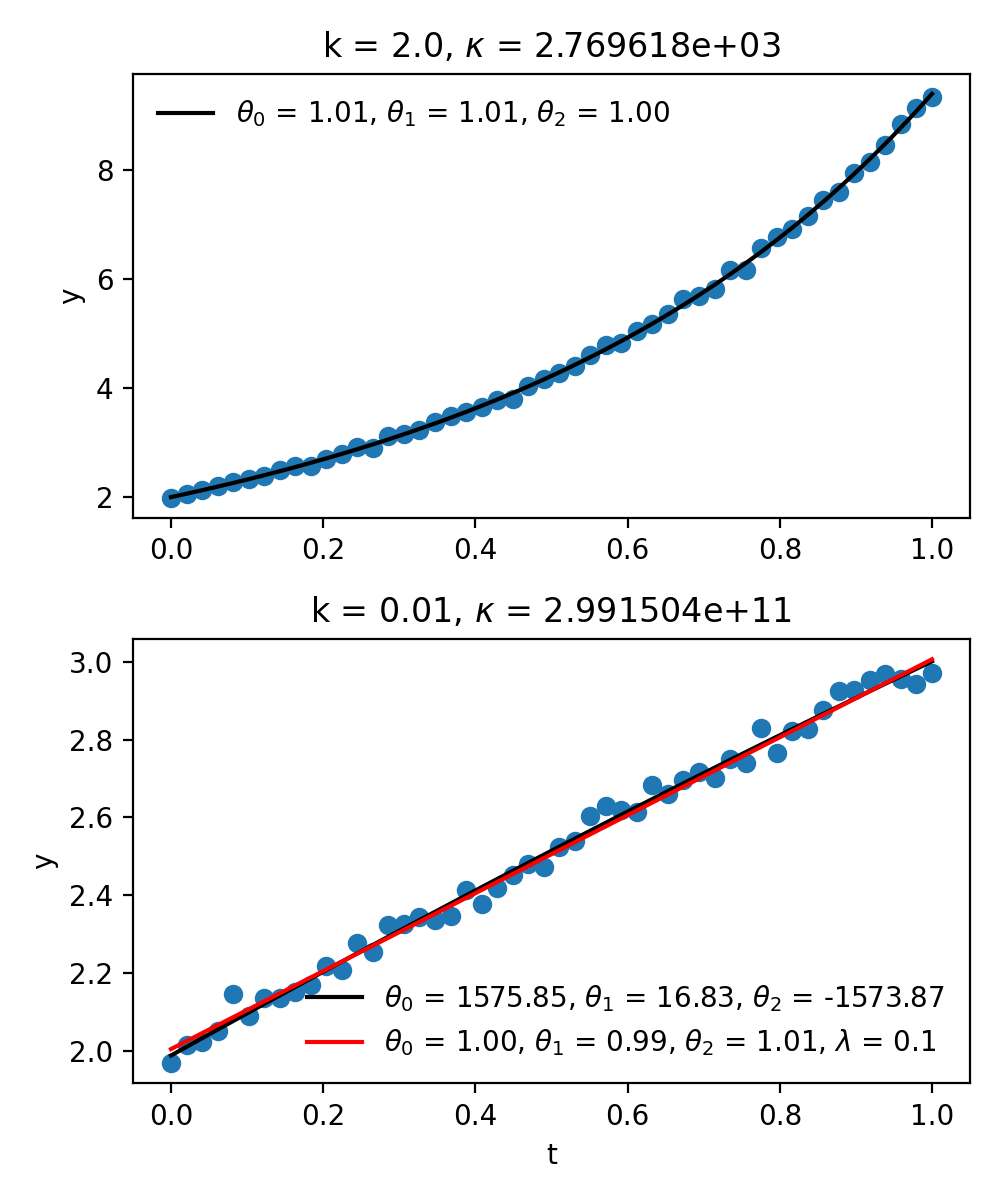 k = 2.0, κ = 2.769618e+03
θ₀ = 1.01, θ₁ = 1.01, θ₂ = 1.00
8
6
4
2
y
0.0 0.2 0.4 0.6 0.8 1.0
k = 0.01, κ = 2.991504e+11
3.0
2.8
2.6
2.4
2.2
2.0
y
θ₀ = 1575.85, θ₁ = 16.83, θ₂ = -1573.87
θ₀ = 1.00, θ₁ = 0.99, θ₂ = 1.01, λ = 0.1
0.0 0.2 0.4 0.6 0.8 1.0
t